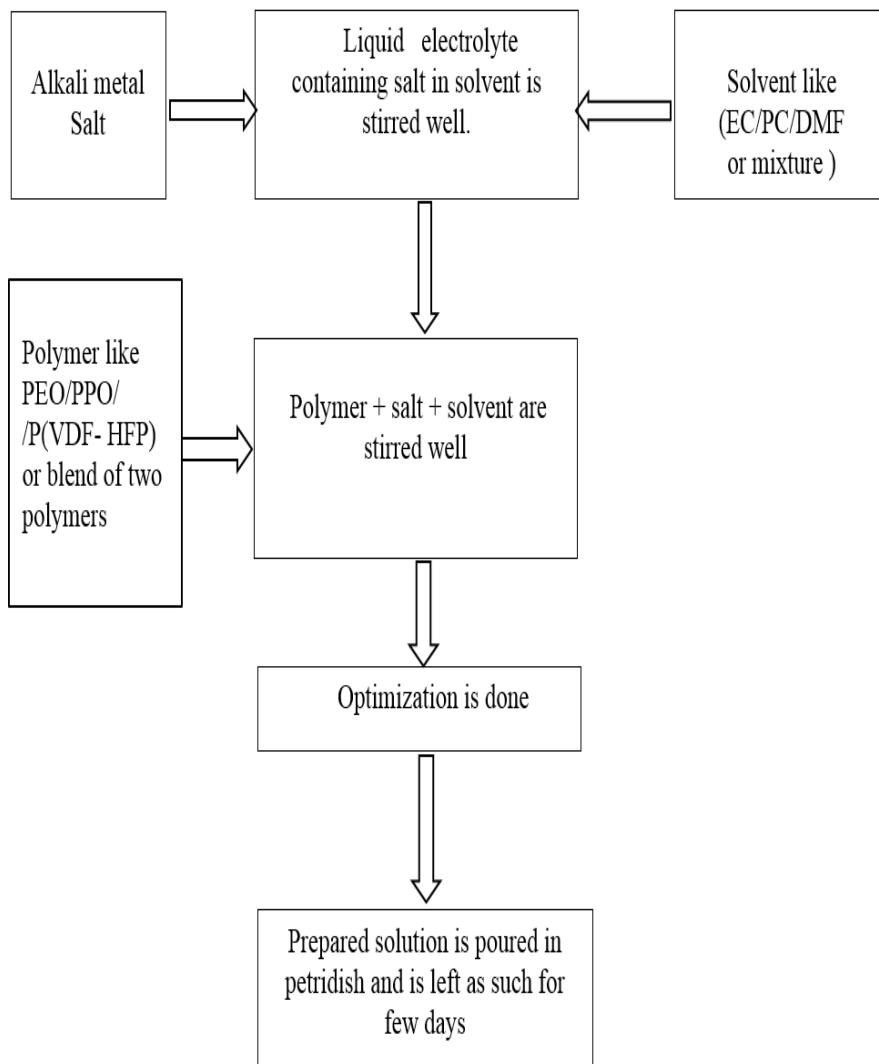 Alkali metal
Salt
Liquid electrolyte
containing salt in solvent is
stirred well.
Solvent like
(EC/PC/DMF
or mixture )
Polymer like
PEO/PPO/
/P(VDF- HFP)
or blend of two
polymers
Polymer + salt + solvent are
stirred well
Optimization is done
Prepared solution is poured in
petridish and is left as such for
few days